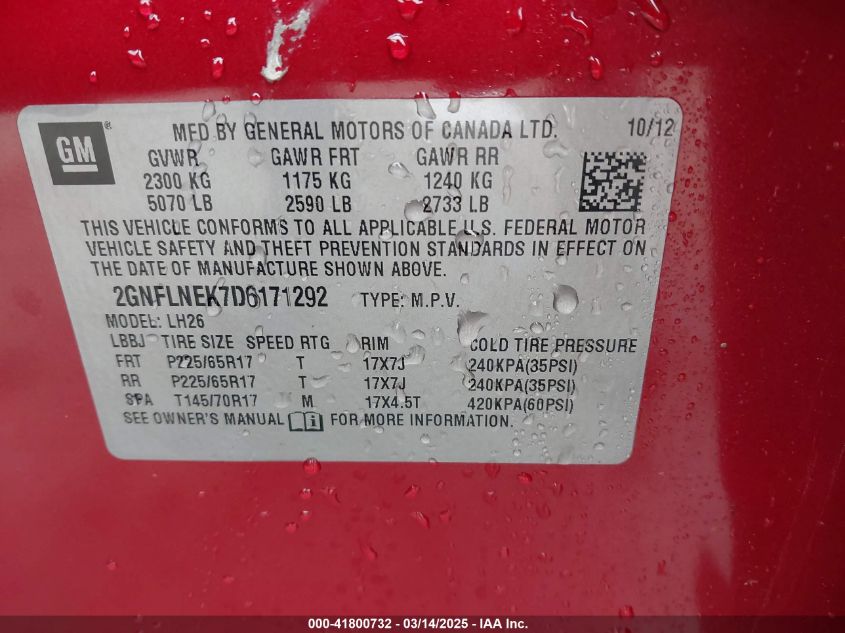 GM ®
MFD BY GENERAL MOTORS OF CANADA LTD. 10/12
GVWR GAWR FRT GAWR RR
2300 KG 1175 KG 1240 KG
5070 LB 2590 LB 2733 LB
THIS VEHICLE CONFORMS TO ALL APPLICABLE U.S. FEDERAL MOTOR
VEHICLE SAFETY AND THEFT PREVENTION STANDARDS IN EFFECT ON
THE DATE OF MANUFACTURE SHOWN ABOVE.
2GNFLNEK7D6171292 TYPE: M.P.V.
MODEL: LH26
LBBJ TIRE SIZE SPEED RTG RIM COLD TIRE PRESSURE
FRT P225/65R17 T 17X7J 240KPA(35PSI)
RR P225/65R17 T 17X7J 240KPA(35PSI)
SPA T145/70R17 M 17X4.5T 420KPA(60PSI)
SEE OWNER'S MANUAL i FOR MORE INFORMATION.
000-41800732 - 03/14/2025 - IAA Inc.